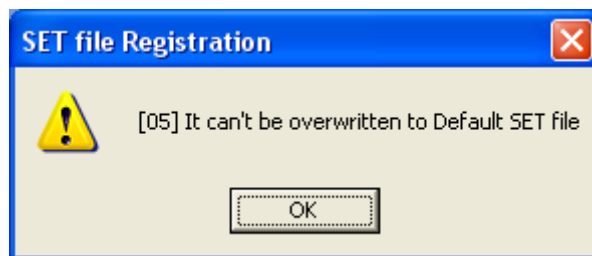 SET file Registration
[05] It can't be overwritten to Default SET file
OK